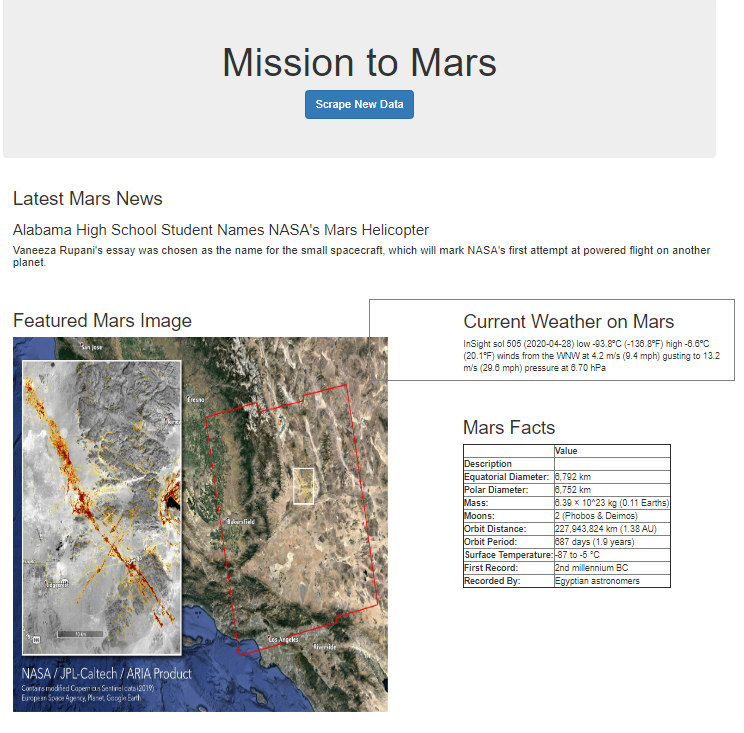 Mission to Mars
Scrape New Data
Latest Mars News
Alabama High School Student Names NASA's Mars Helicopter
Vaneeza Rupani's essay was chosen as the name for the small spacecraft, which will mark NASA's first attempt at powered flight on another
planet.
Featured Mars Image
San Jose
Fresno
Bakersfield
Los Angeles
Riverside
10 km
NASA / JPL-Caltech / ARIA Product
Contains modified Copernicus Sentinel data (2019)
European Space Agency, Planet, Google Earth
Current Weather on Mars
InSight sol 505 (2020-04-28) low -93.8ºC (-136.8ºF) high -6.6ºC
(20.1ºF) winds from the WNW at 4.2 m/s (9.4 mph) gusting to 13.2
m/s (29.6 mph) pressure at 6.70 hPa
Mars Facts
Value
Description
Equatorial Diameter: 6,792 km
Polar Diameter: 6,752 km
Mass: 6.39 × 10^23 kg (0.11 Earths)
Moons: 2 (Phobos & Deimos)
Orbit Distance: 227,943,824 km (1.38 AU)
Orbit Period: 687 days (1.9 years)
Surface Temperature: -87 to -5 °C
First Record: 2nd millennium BC
Recorded By: Egyptian astronomers